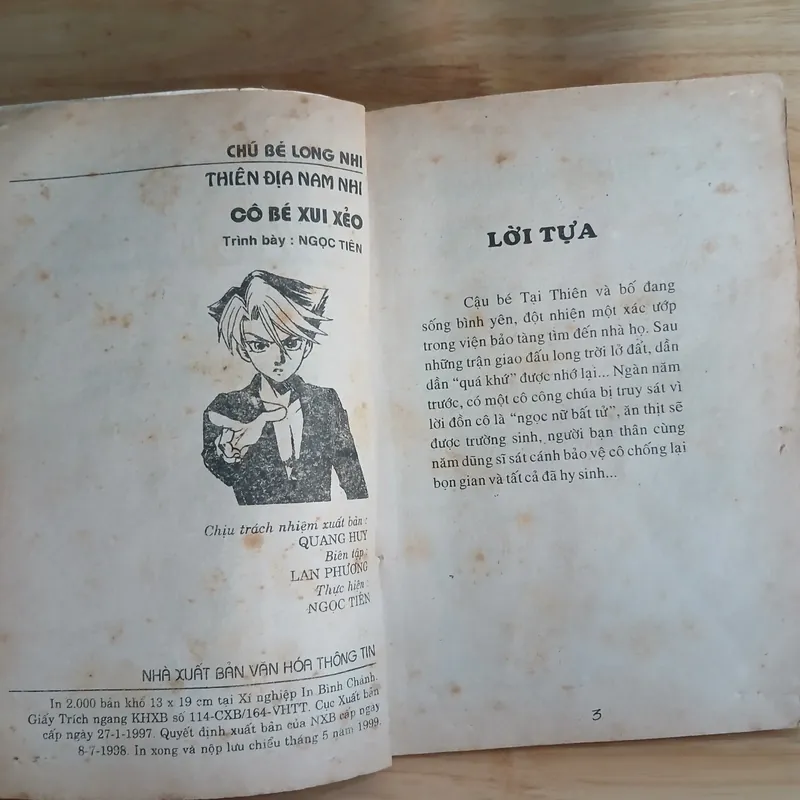 CHÚ BÉ LONG NHI
THIÊN ĐỊA NAM NHI
CÔ BÉ XUI XẺO
Trình bày : NGỌC TIÊN
Chịu trách nhiệm xuất bản :
QUANG HUY
Biên tập :
LAN PHƯƠNG
Thực hiện :
NGỌC TIÊN
NHÀ XUẤT BẢN VĂN HÓA THÔNG TIN
In 2.000 bản khổ 13 x 19 cm tại Xí nghiệp In Bình Chánh.
Giấy Trích ngang KHXB số 114-CXB/164-VHTT. Cục Xuất bản
cấp ngày 27-1-1997. Quyết định xuất bản của NXB cấp ngày
8-7-1998. In xong và nộp lưu chiểu tháng 5 năm 1999.
LỜI TỰA
Cậu bé Tại Thiên và bố đang
sống bình yên, đột nhiên một xác ướp
trong viện bảo tàng tìm đến nhà họ. Sau
những trận giao đấu long trời lở đất, dần
dần “quá khứ” được nhớ lại... Ngàn năm
trước, có một cô công chúa bị truy sát vì
lời đồn cô là “ngọc nữ bất tử”, ăn thịt sẽ
được trường sinh, người bạn thân cùng
năm dũng sĩ sát cánh bảo vệ cô chống lại
bọn gian và tất cả đã hy sinh...
3